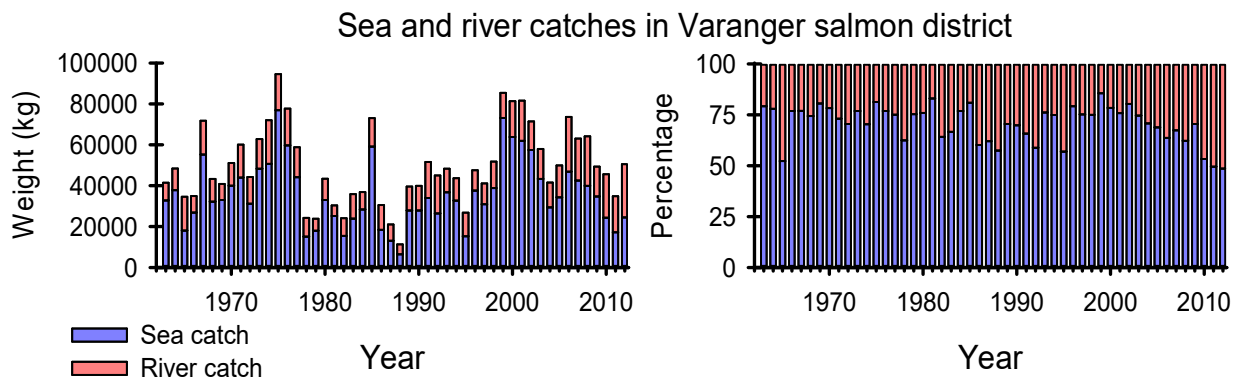 Sea and river catches in Varanger salmon district
Weight (kg)
100000
80000
60000
40000
20000
0
1970 1980 1990 2000 2010
Year
Sea catch
River catch
Percentage
100
75
50
25
0
1970 1980 1990 2000 2010
Year